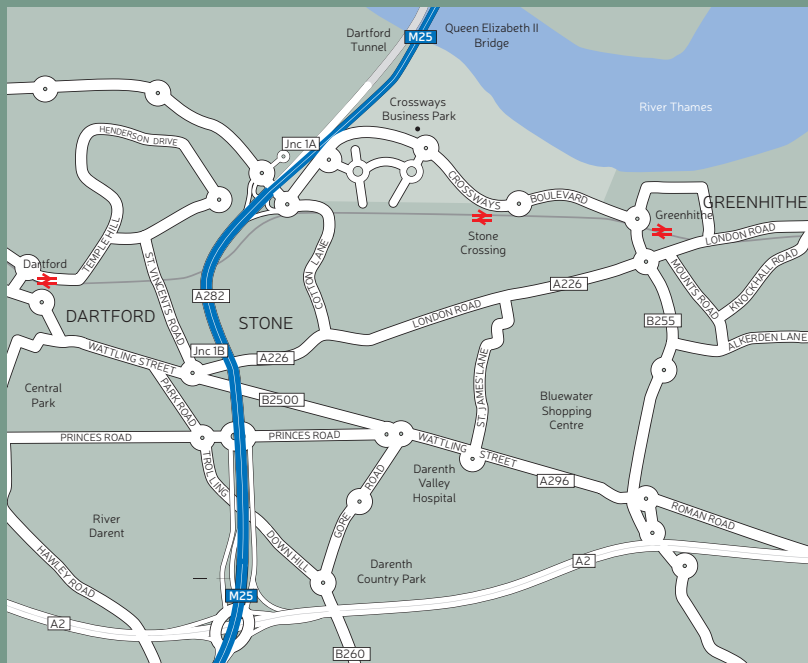 Dartford
Tunnel
M25
Queen Elizabeth II
Bridge
Crossways
Business Park
River Thames
HENDERSON DRIVE
Jnc 1A
CROSSWAYS
BOULEVARD
GREENHITHE
Greenhithe
Stone
Crossing
LONDON ROAD
TEMPLE HILL
Dartford
ST. VINCENTS ROAD
COTTON LANE
MOUNTS ROAD
KNOCKHALL ROAD
A282
A226
DARTFORD
STONE
LONDON ROAD
B255
ALKERDEN LANE
Jnc 1B
A226
WATTLING STREET
ST. JAMES' LANE
Central
Park
PARK ROAD
B2500
Bluewater
Shopping
Centre
PRINCES ROAD
PRINCES ROAD
WATTLING STREET
TROLLING
DOWN HILL
Darenth
Valley
Hospital
A296
GORE ROAD
ROMAN ROAD
River
Darent
HAWLEY ROAD
Darenth
Country Park
A2
M25
A2
B260